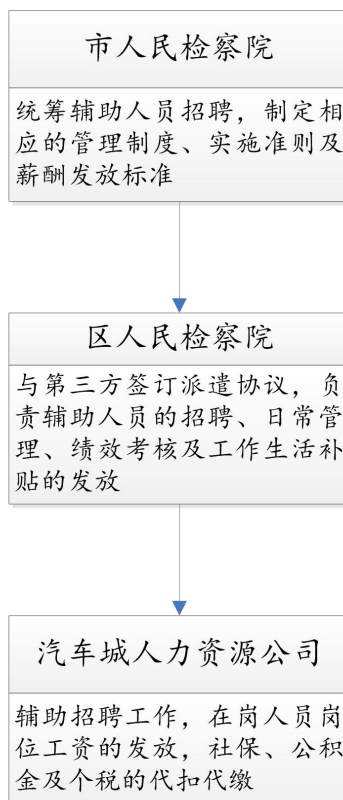 市人民检察院
统筹辅助人员招聘，制定相
应的管理制度、实施准则及
薪酬发放标准
区人民检察院
与第三方签订派遣协议，负
责辅助人员的招聘、日常管
理、绩效考核及工作生活补
贴的发放
汽车城人力资源公司
辅助招聘工作，在岗人员岗
位工资的发放，社保、公积
金及个税的代扣代缴